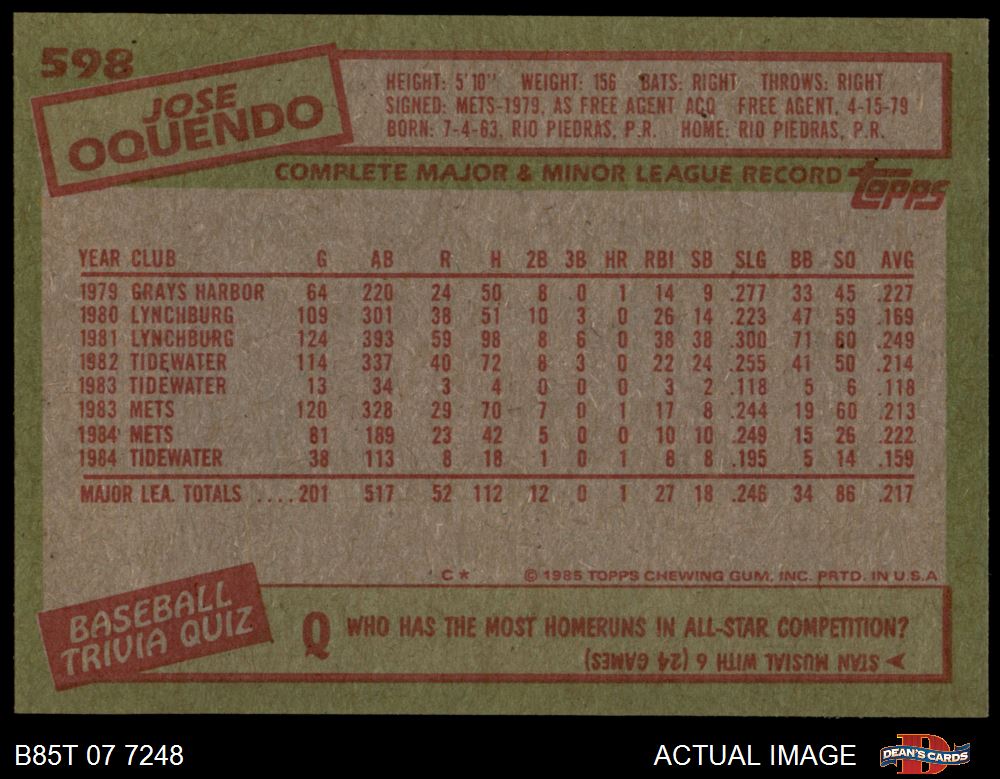 598
JOSE
OQUENDO
HEIGHT: 5'10" WEIGHT: 156 BATS: RIGHT THROWS: RIGHT
SIGNED: METS-1979, AS FREE AGENT ACQ FREE AGENT, 4-15-79
BORN: 7-4-63, RIO PIEDRAS, P.R. HOME: RIO PIEDRAS, P.R.
COMPLETE MAJOR & MINOR LEAGUE RECORD topps
YEAR CLUB G AB R H 2B 3B HR RBI SB SLG BB SO AVG
1979 GRAYS HARBOR 64 220 24 50 8 0 1 14 9 .277 33 45 .227
1980 LYNCHBURG 109 301 38 51 10 3 0 26 14 .223 47 59 .169
1981 LYNCHBURG 124 393 59 98 8 6 0 38 38 .300 71 60 .249
1982 TIDEWATER 114 337 40 72 8 3 0 22 24 .255 41 50 .214
1983 TIDEWATER 13 34 3 4 0 0 0 3 2 .118 5 6 .118
1983 METS 120 328 29 70 7 0 1 17 8 .244 19 60 .213
1984 METS 81 189 23 42 5 0 0 10 10 .249 15 26 .222
1984 TIDEWATER 38 113 8 18 1 0 1 8 8 .195 5 14 .159
MAJOR LEA. TOTALS ....201 517 52 112 12 0 1 27 18 .246 34 86 .217
C* © 1985 TOPPS CHEWING GUM, INC. PRTD. IN U.S.A
BASEBALL
TRIVIA QUIZ
Q WHO HAS THE MOST HOMERUNS IN ALL-STAR COMPETITION?
STAN MUSIAL WITH 6 (24 GAMES)
B85T 07 7248 ACTUAL IMAGE D DEAN'S CARDS